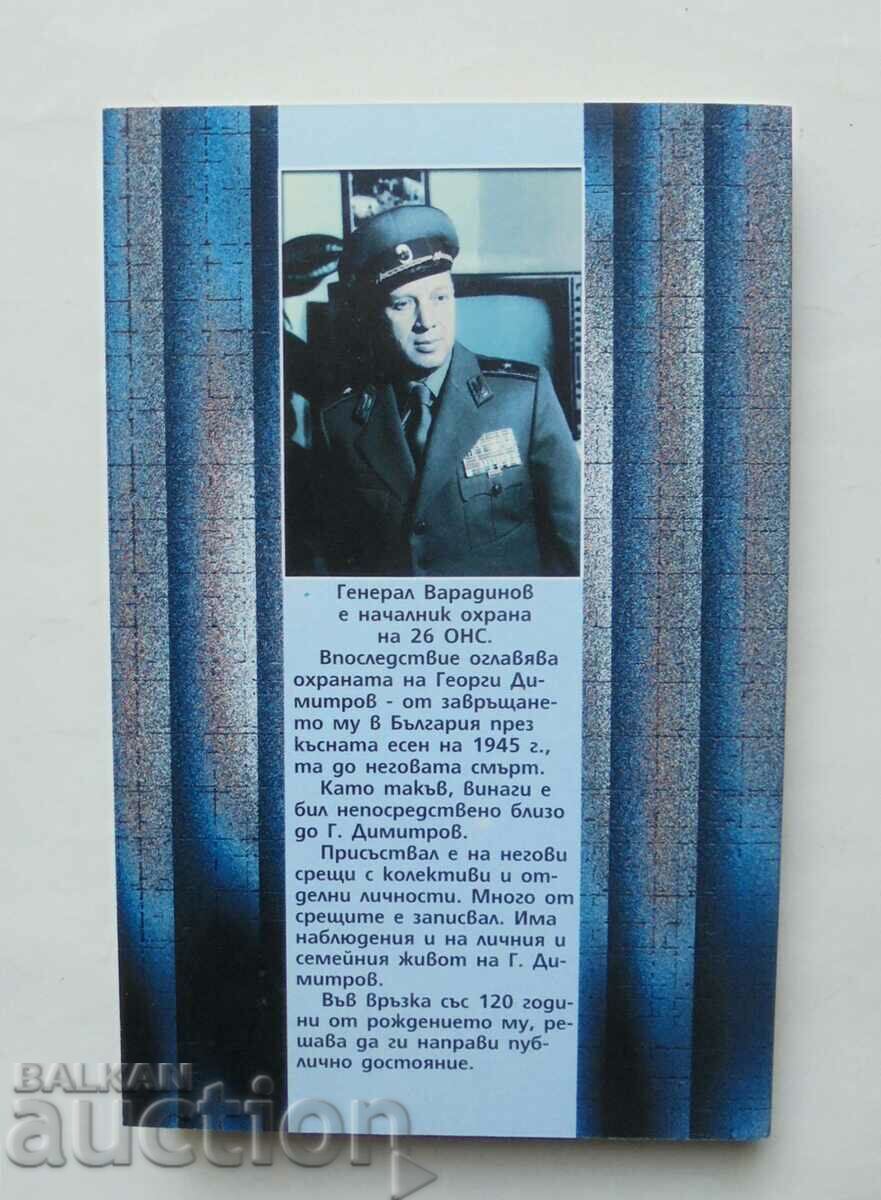 Генерал Варадинов
е началник охрана
на 26 ОНС.
Впоследствие оглавява
охраната на Георги Ди-
митров - от завръщане-
то му в България през
късната есен на 1945 г.,
та до неговата смърт.
Като такъв, винаги е
бил непосредствено близо
до Г. Димитров.
Присъствал е на негови
срещи с колективи и от-
делни личности. Много от
срещите е записвал. Има
наблюдения и на личния и
семейния живот на Г. Ди-
митров.
Във връзка със 120 годи-
ни от рождението му, ре-
шава да ги направи пуб-
лично достояние.
BALKAN
auction